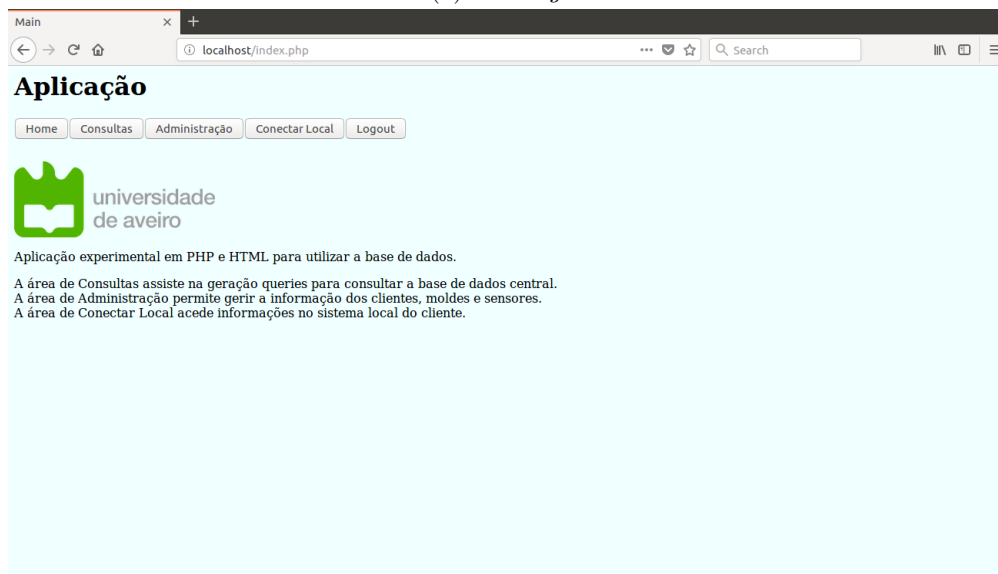 Main
localhost/index.php
Search
Aplicação
Home Consultas Administração Conectar Local Logout
universidade
de aveiro
Aplicação experimental em PHP e HTML para utilizar a base de dados.
A área de Consultas assiste na geração queries para consultar a base de dados central.
A área de Administração permite gerir a informação dos clientes, moldes e sensores.
A área de Conectar Local acede informações no sistema local do cliente.